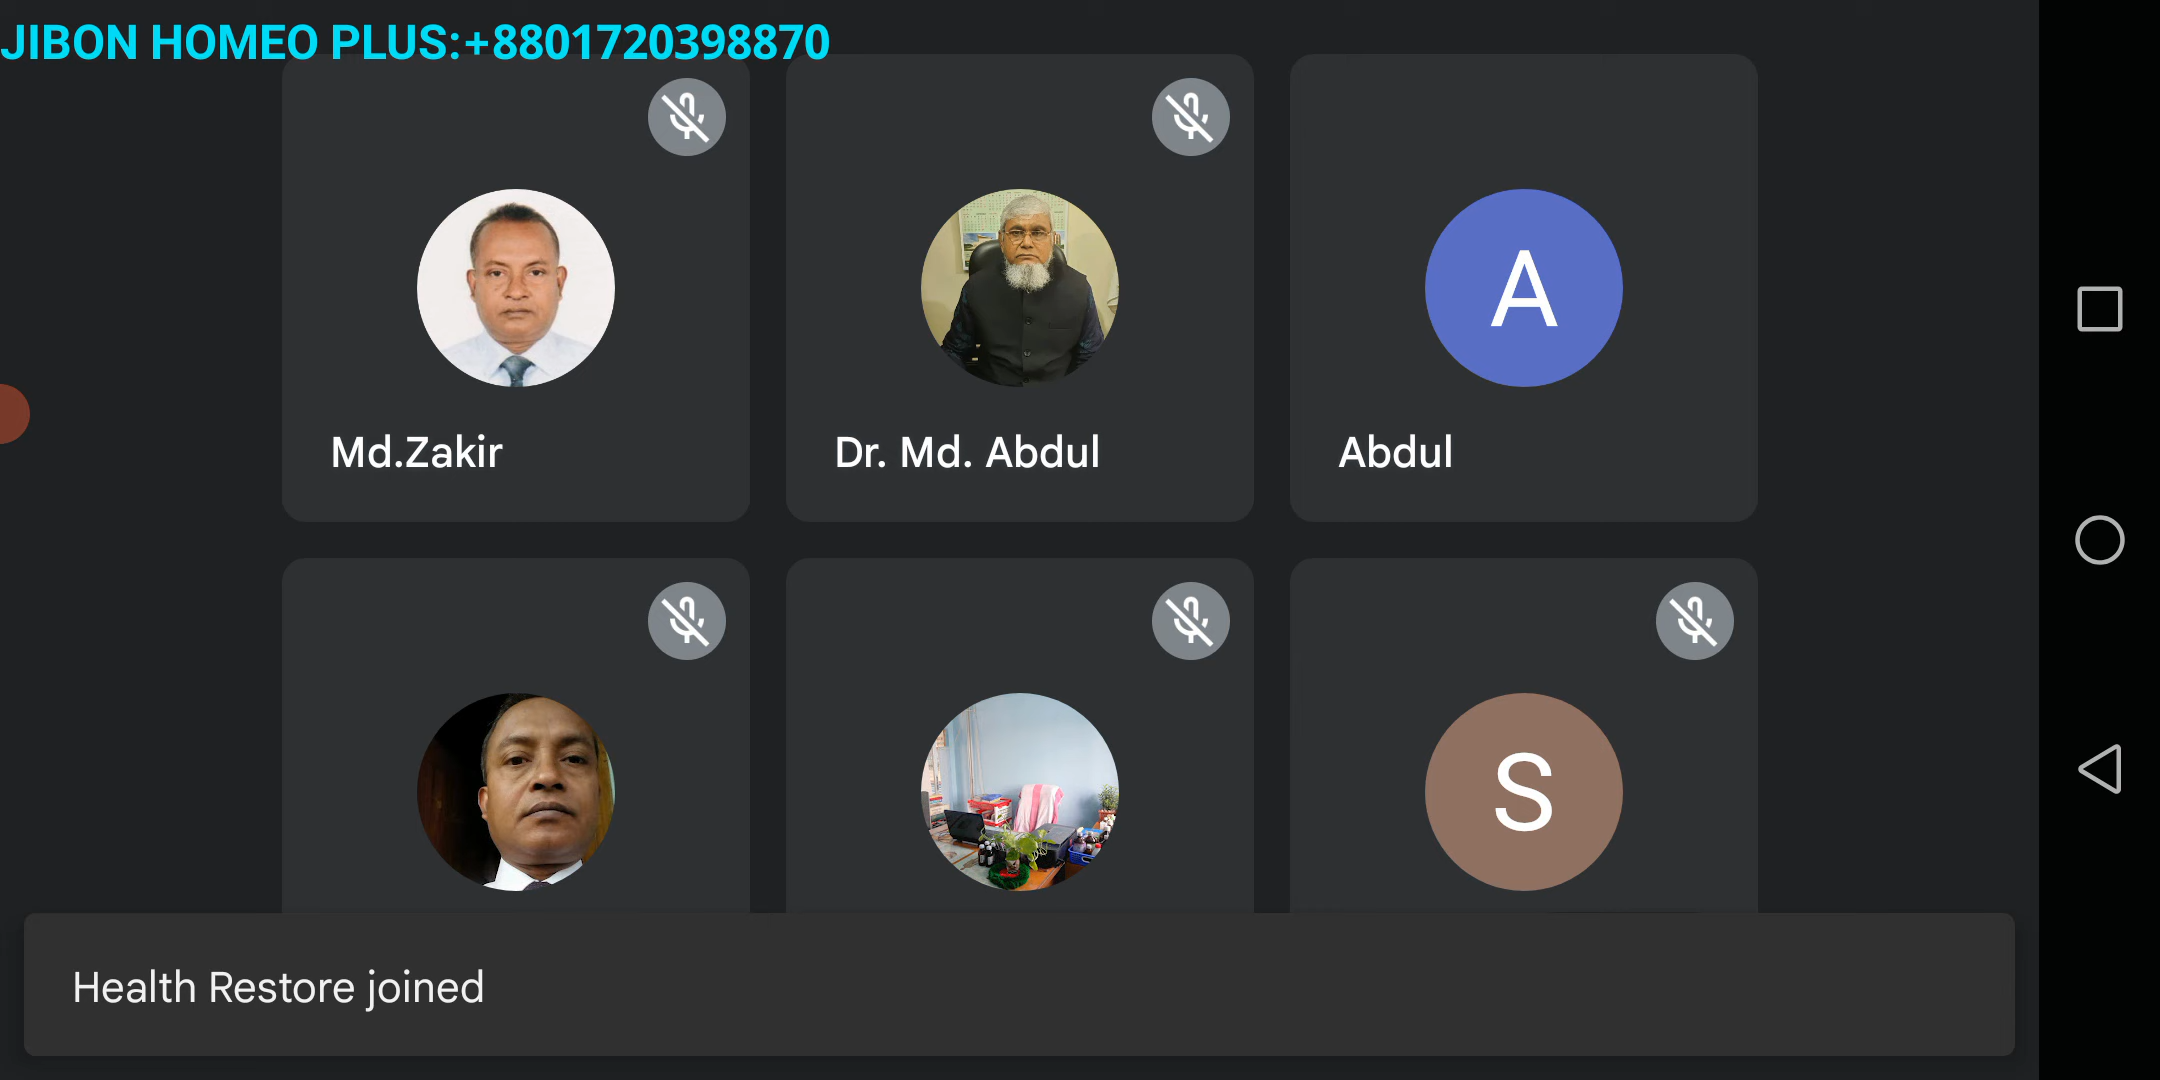 JIBON HOMEO PLUS:+8801720398870
Md.Zakir
Dr. Md. Abdul
A
Abdul
S
Health Restore joined